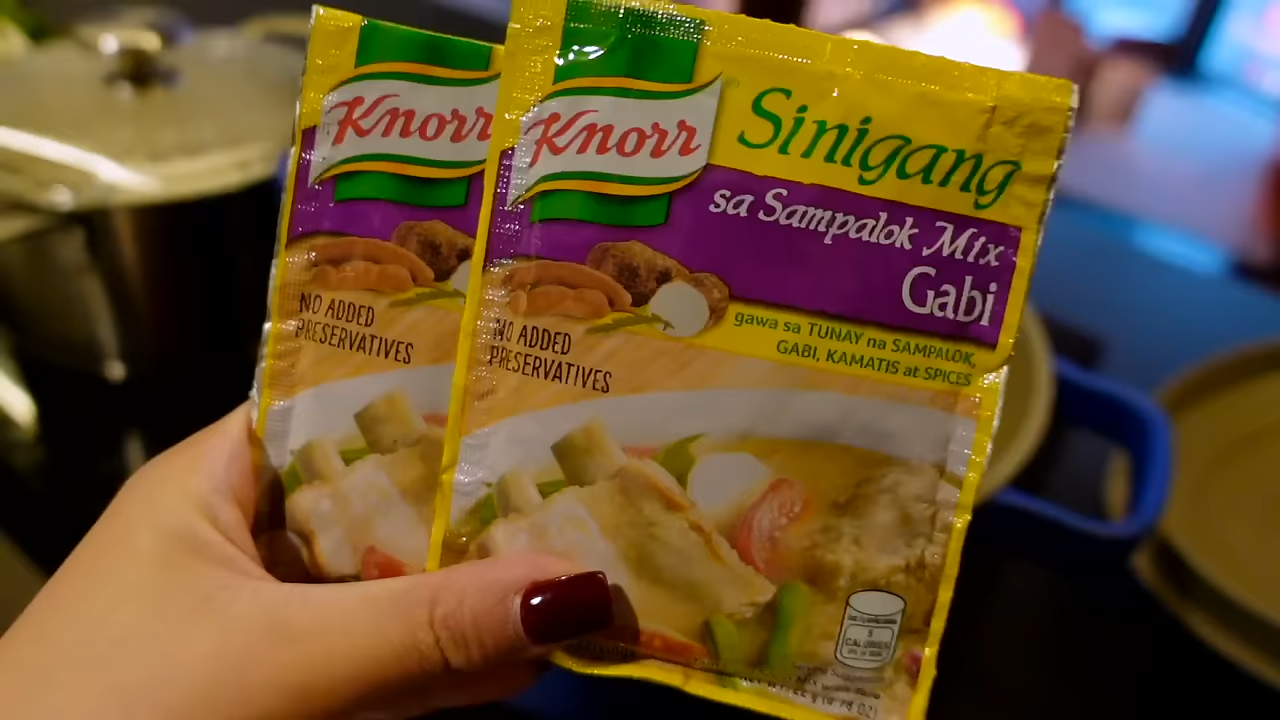 Knorr
NO ADDED
PRESERVATIVES
Knorr
Sinigang
sa Sampalok Mix
Gabi
gawa sa TUNAY na SAMPALOK,
GABI, KAMATIS at SPICES
NO ADDED
PRESERVATIVES
CALORIES